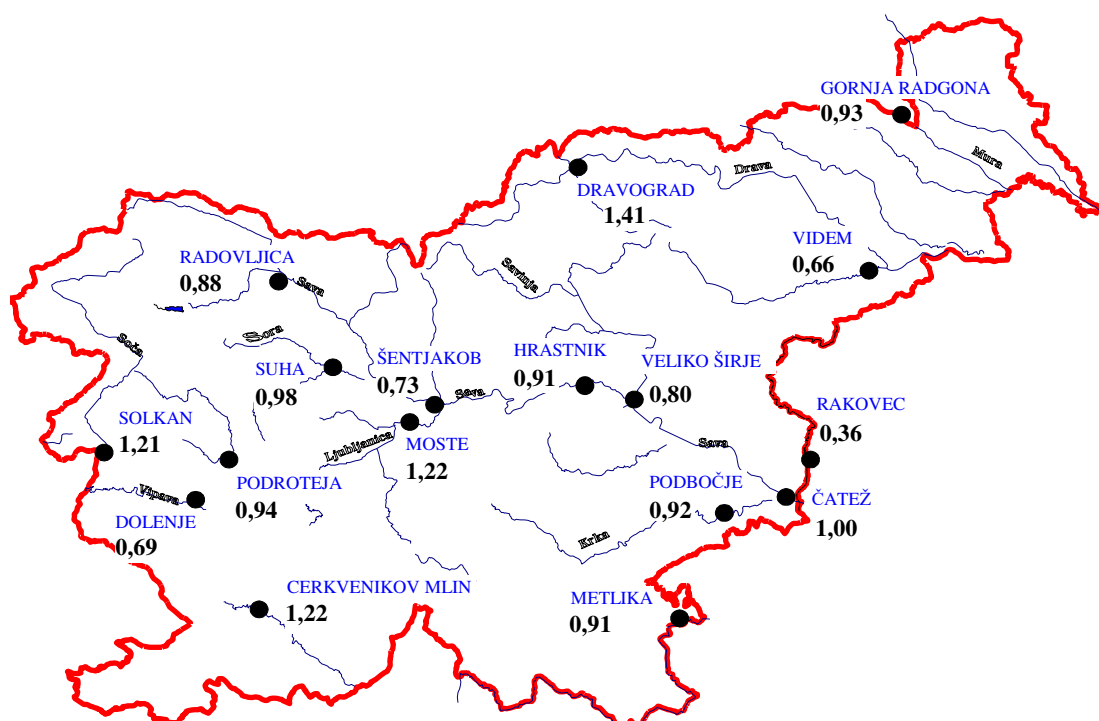 GORNJA RADGONA
0,93
Mura
Drava
DRAVOGRAD
1,41
VIDEM
0,66
RADOVLJICA
0,88
Sava
Savinja
Sora
Soča
SUHA
0,98
ŠENTJAKOB
0,73
Sava
HRASTNIK
0,91
VELIKO ŠIRJE
0,80
RAKOVEC
0,36
SOLKAN
1,21
Ljubljanica
MOSTE
1,22
Sava
PODROTEJA
0,94
Vipava
DOLENJE
0,69
PODBOČJE
0,92
ČATEŽ
1,00
Krka
CERKVENIKOV MLIN
1,22
METLIKA
0,91